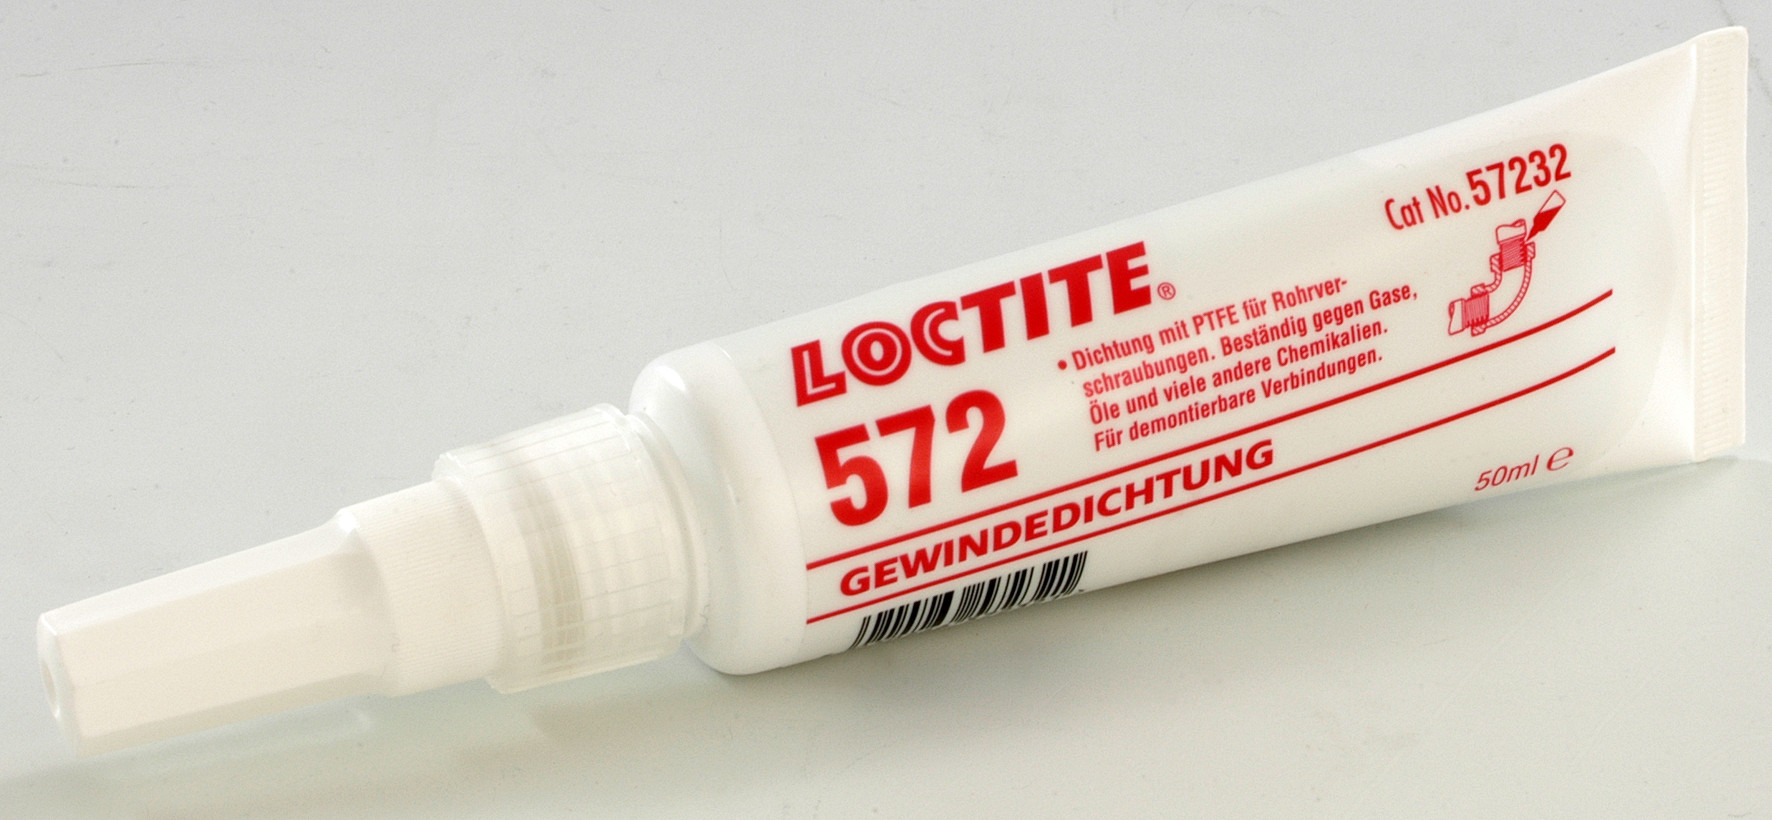 Cat No. 57232
LOCTITE®
572
• Dichtung mit PTFE für Rohrver-
schraubungen. Beständig gegen Gase,
Öle und viele andere Chemikalien.
Für demontierbare Verbindungen.
GEWINDEDICHTUNG
50ml ℮